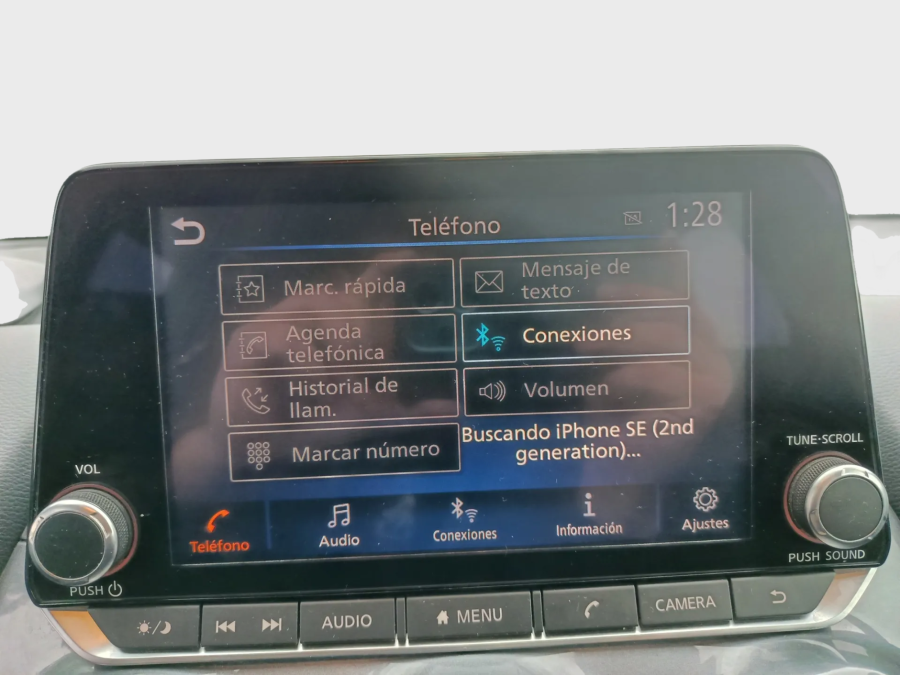 Teléfono
1:28
Marc. rápida
Mensaje de
texto
Agenda
telefónica
Conexiones
Historial de
llam.
Volumen
Marcar número
Buscando iPhone SE (2nd
generation)...
Teléfono
Audio
Conexiones
Información
Ajustes
VOL
PUSH
TUNE·SCROLL
PUSH SOUND
AUDIO
MENU
CAMERA